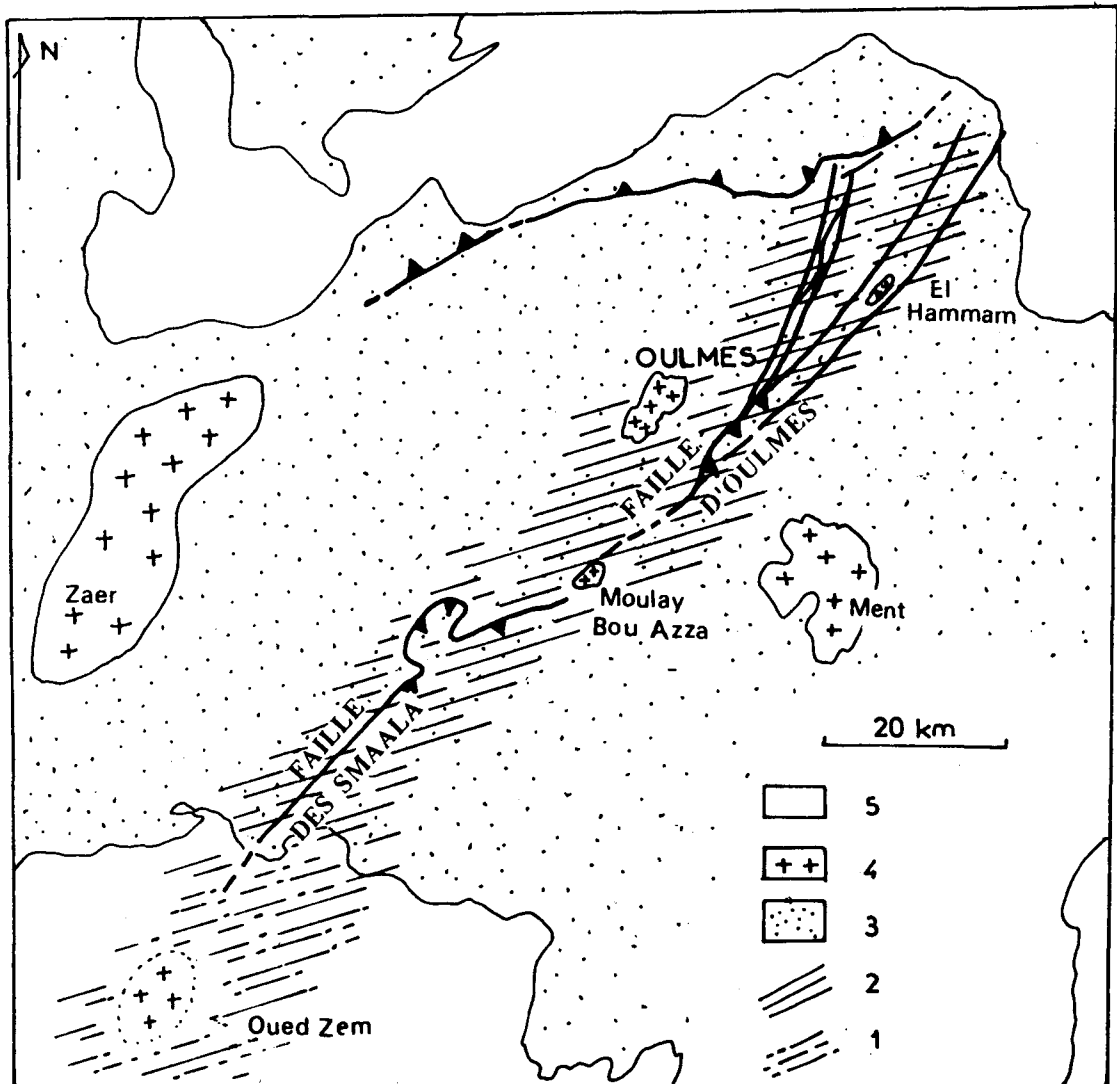 N
El
Hammam
OULMES
FAILLE
D'OULMES
Zaer
Moulay
Bou Azza
Ment
FAILLE
DES SMAALA
20 km
5
4
3
2
1
Oued Zem